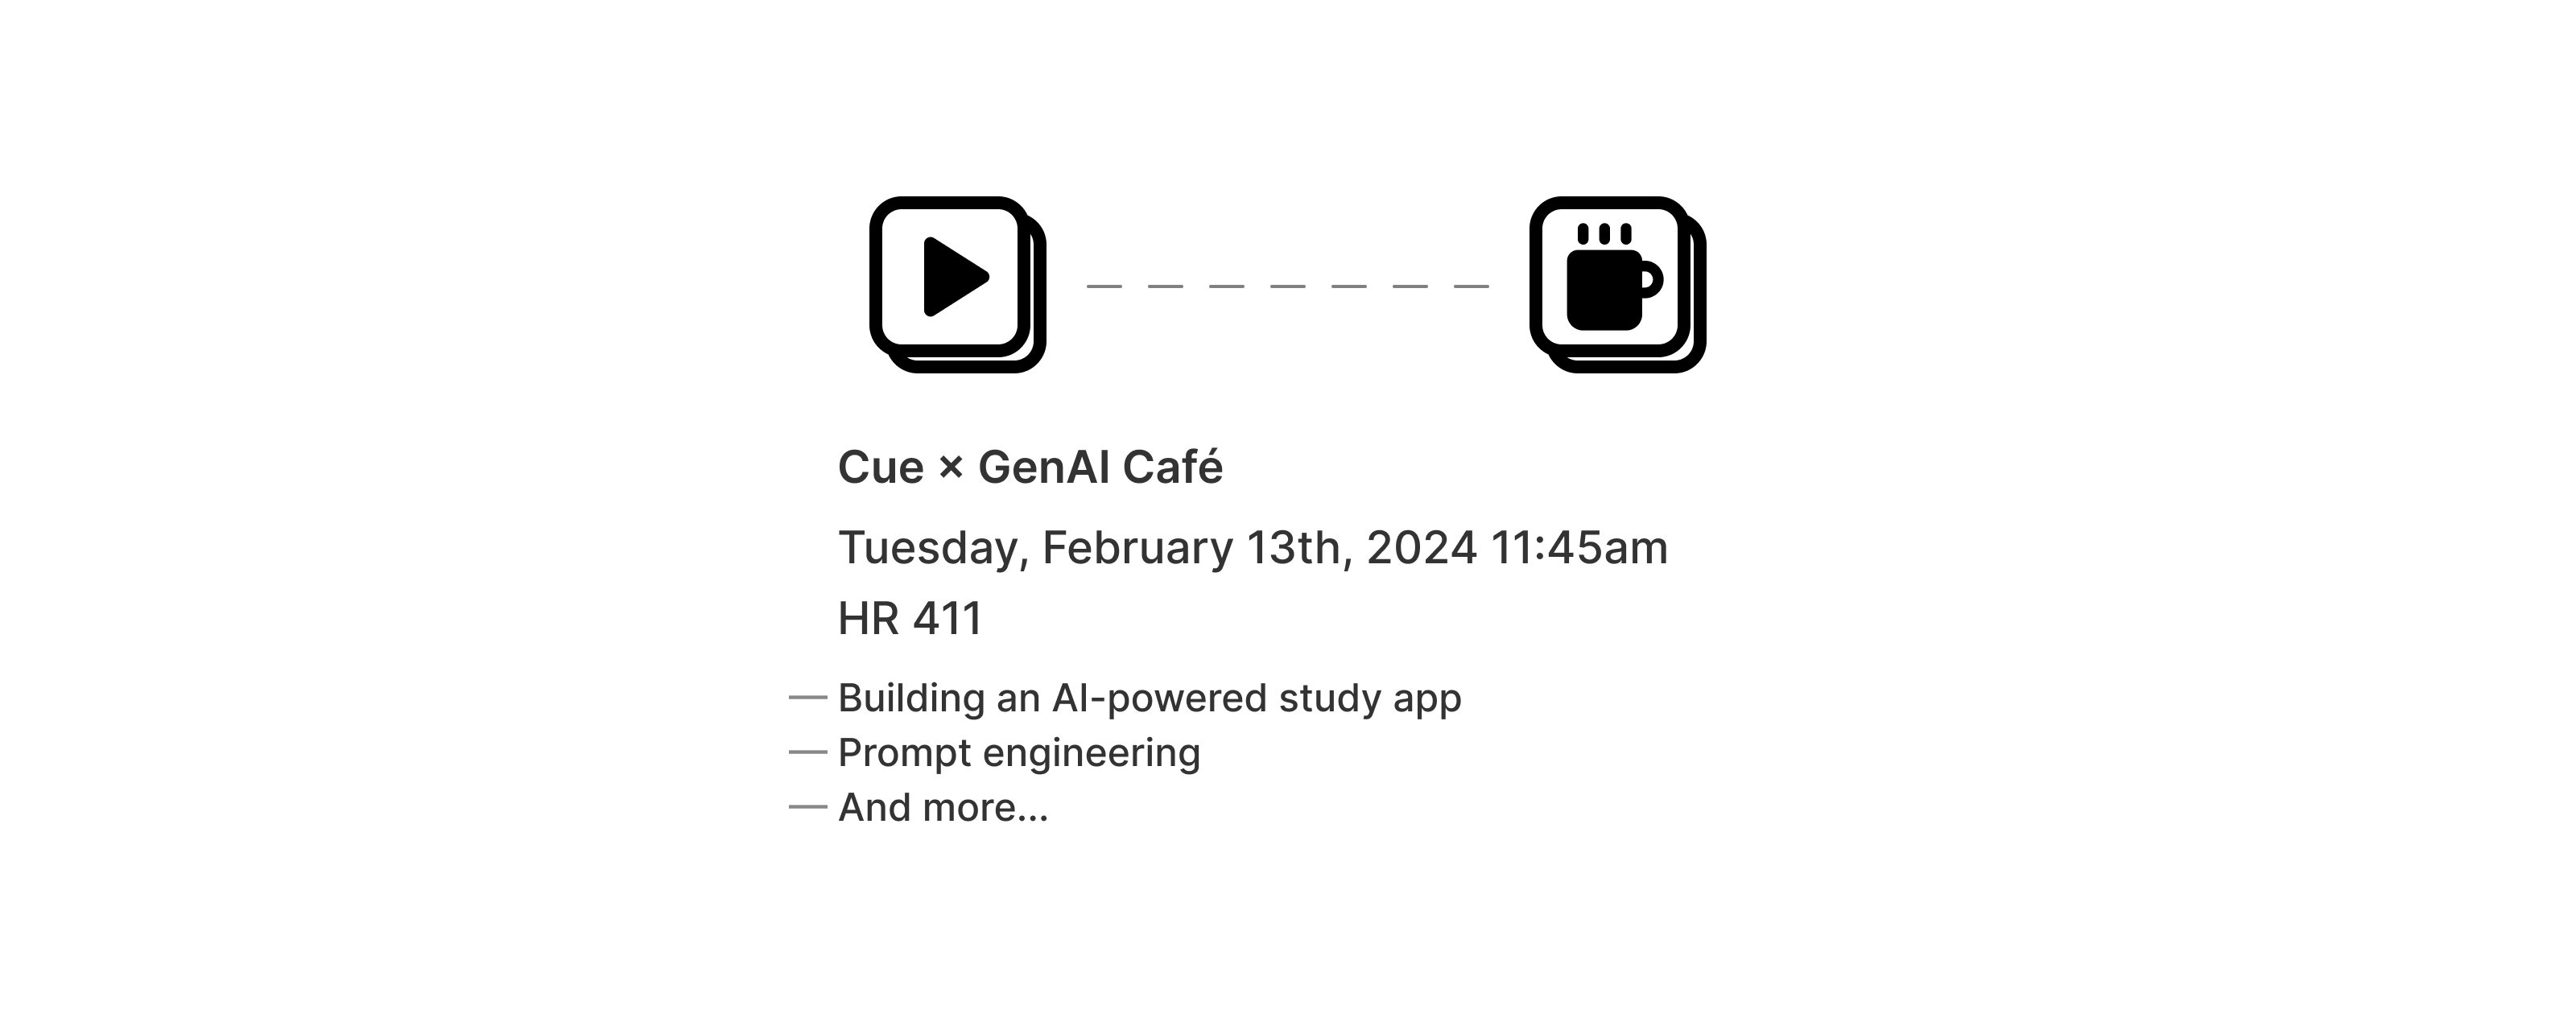 Cue × GenAI Café
Tuesday, February 13th, 2024 11:45am
HR 411
— Building an AI-powered study app
— Prompt engineering
— And more...